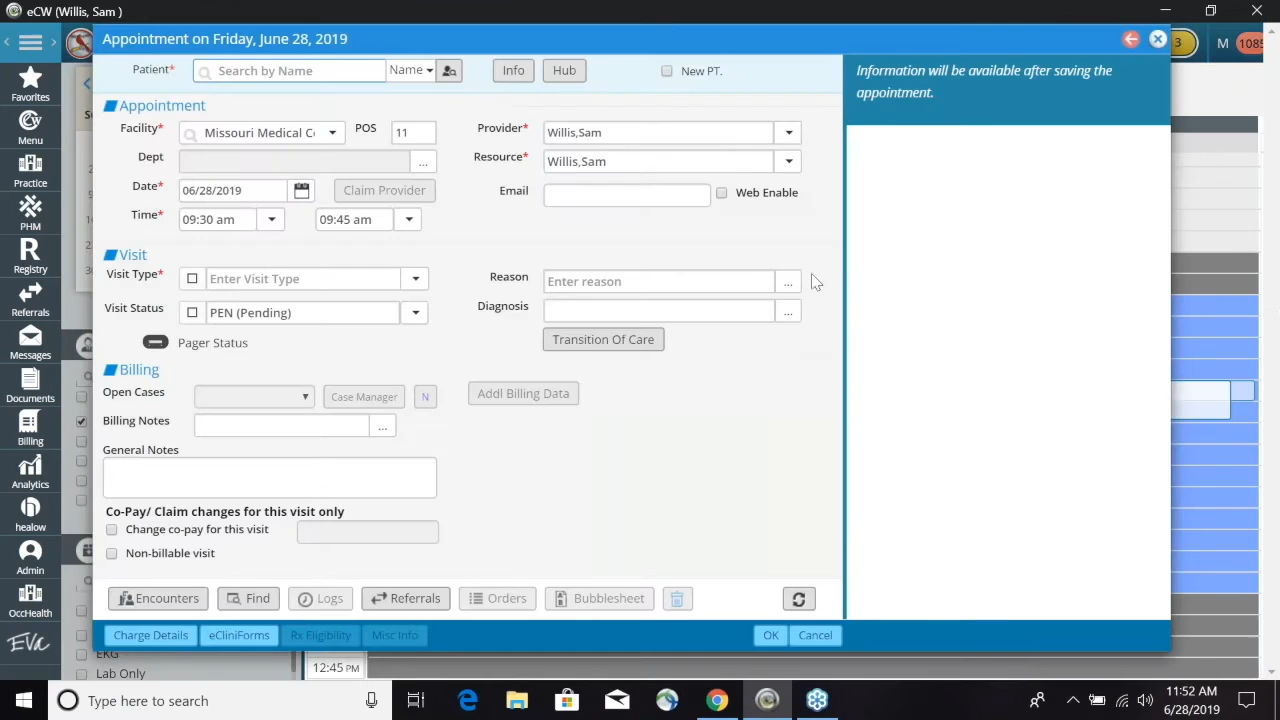 eCW (Willis, Sam )
Appointment on Friday, June 28, 2019
3
M
1085
Patient*
Search by Name
Name
Info
Hub
New PT.
Information will be available after saving the
appointment.
Favorites
Menu
Practice
PHM
Registry
Referrals
Messages
Documents
Billing
Analytics
healow
Admin
OccHealth
EVA
Appointment
Facility*
Missouri Medical C
POS
11
Provider*
Willis,Sam
Dept
...
Resource*
Willis,Sam
Date*
06/28/2019
Claim Provider
Email
Web Enable
Time*
09:30 am
09:45 am
Visit
Visit Type*
Enter Visit Type
Reason
Enter reason
...
Visit Status
PEN (Pending)
Diagnosis
...
Pager Status
Transition Of Care
Billing
Open Cases
Case Manager
N
Addl Billing Data
Billing Notes
...
General Notes
Co-Pay/ Claim changes for this visit only
Change co-pay for this visit
Non-billable visit
Encounters
Find
Logs
Referrals
Orders
Bubblesheet
Charge Details
eCliniForms
Rx Eligibility
Misc Info
OK
Cancel
EKG
Lab Only
12:45 PM
Type here to search
11:52 AM
6/28/2019